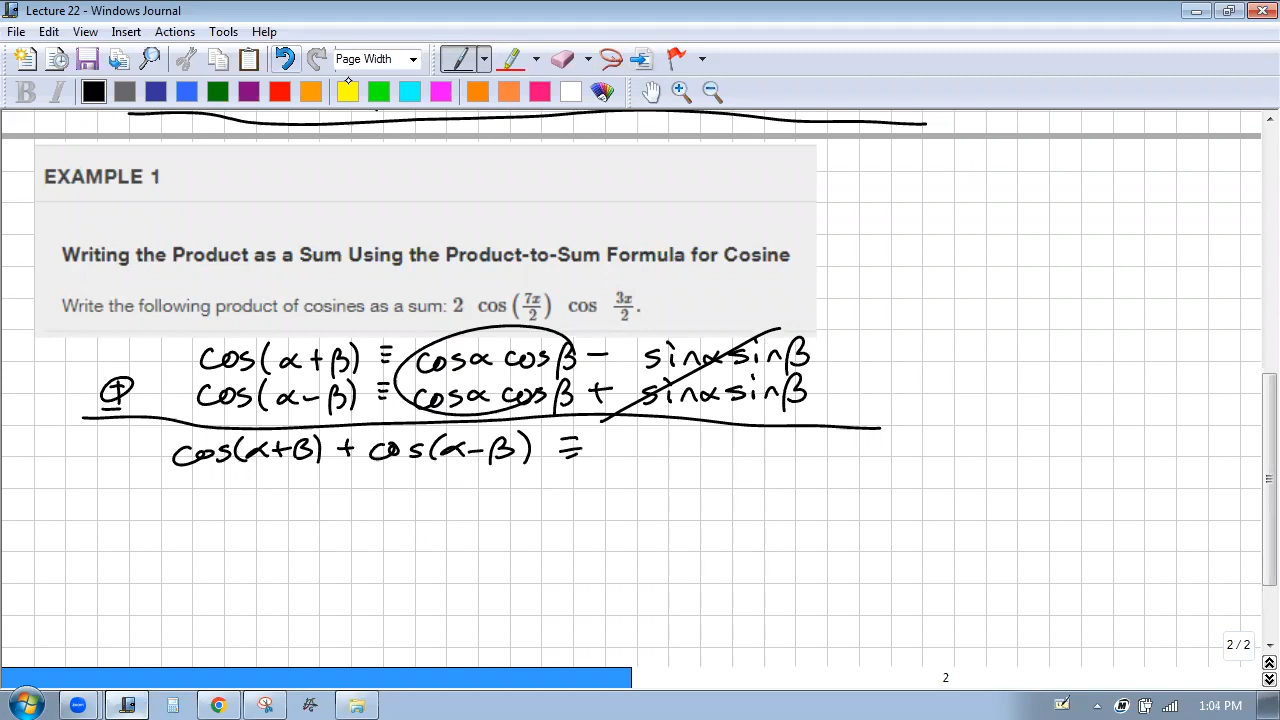 Lecture 22 - Windows Journal
File Edit View Insert Actions Tools Help
Page Width
B I
EXAMPLE 1
Writing the Product as a Sum Using the Product-to-Sum Formula for Cosine
Write the following product of cosines as a sum: 2 cos (7x/2) cos 3x/2.
cos(α+β) ≡ cosα cosβ − sinα sinβ
⊕ cos(α−β) ≡ cosα cosβ + sinα sinβ
cos(α+β) + cos(α−β) ≡
2 / 2
2
1:04 PM